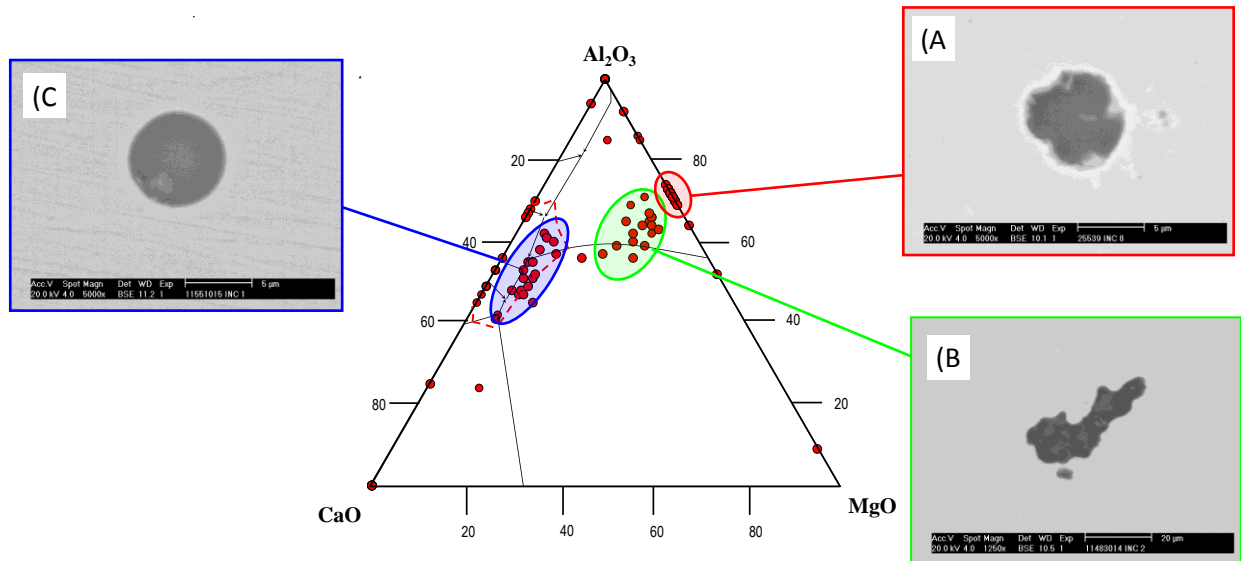 (A)
Al₂O₃
(C)
20
80
Acc.V Spot Magn Det WD Exp 5 µm
20.0 kV 4.0 5000x BSE 10.1 1 25539 INC 8
40
60
Acc.V Spot Magn Det WD Exp 5 µm
20.0 kV 4.0 5000x BSE 11.2 1 11551015 INC 1
60
40
(B)
80
20
CaO
MgO
20
60
40
80
Acc.V Spot Magn Det WD Exp 20 µm
20.0 kV 4.0 1250x BSE 10.5 1 11483014 INC 2